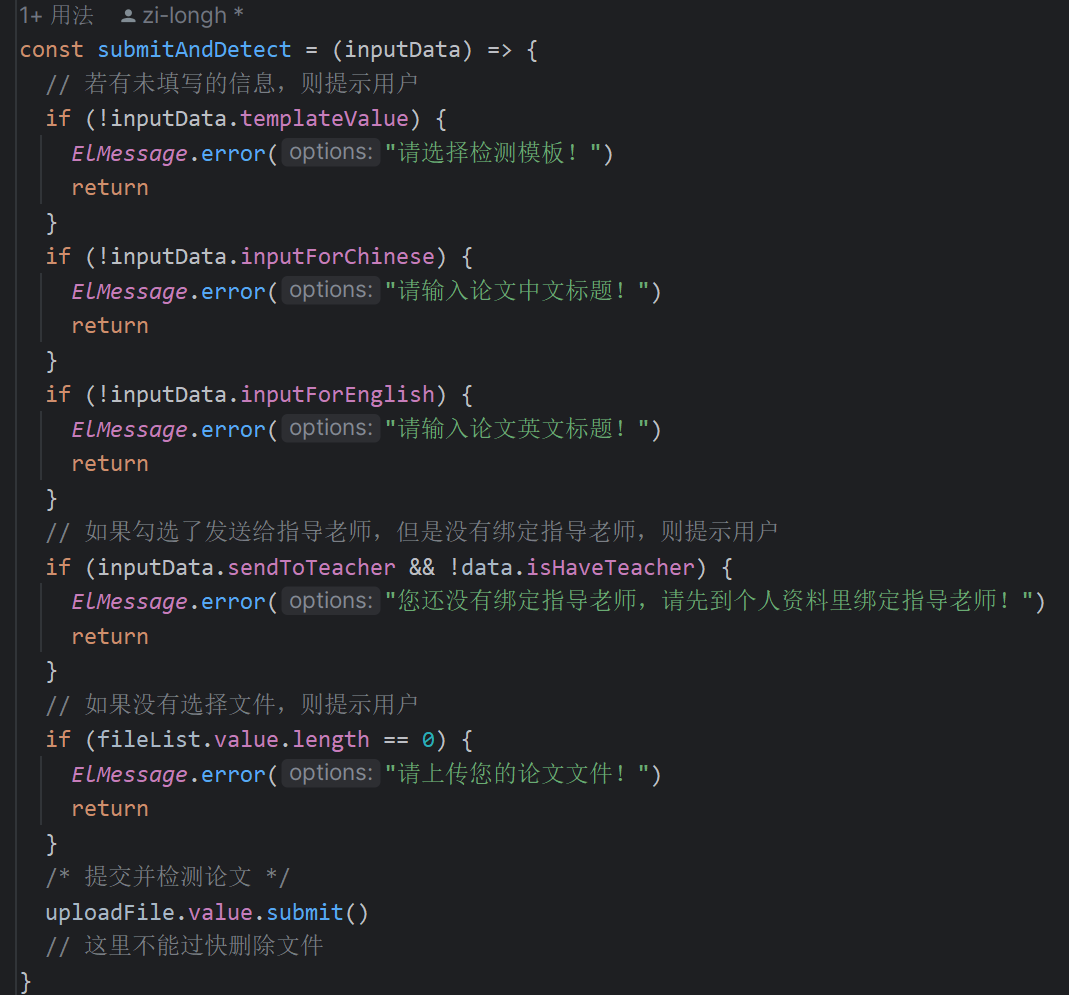 1+ 用法 zi-longh *
const submitAndDetect = (inputData) => {
  // 若有未填写的信息，则提示用户
  if (!inputData.templateValue) {
    ElMessage.error( options: "请选择检测模板！")
    return
  }
  if (!inputData.inputForChinese) {
    ElMessage.error( options: "请输入论文中文标题！")
    return
  }
  if (!inputData.inputForEnglish) {
    ElMessage.error( options: "请输入论文英文标题！")
    return
  }
  // 如果勾选了发送给指导老师，但是没有绑定指导老师，则提示用户
  if (inputData.sendToTeacher && !data.isHaveTeacher) {
    ElMessage.error( options: "您还没有绑定指导老师，请先到个人资料里绑定指导老师！")
    return
  }
  // 如果没有选择文件，则提示用户
  if (fileList.value.length == 0) {
    ElMessage.error( options: "请上传您的论文文件！")
    return
  }
  /* 提交并检测论文 */
  uploadFile.value.submit()
  // 这里不能过快删除文件
}